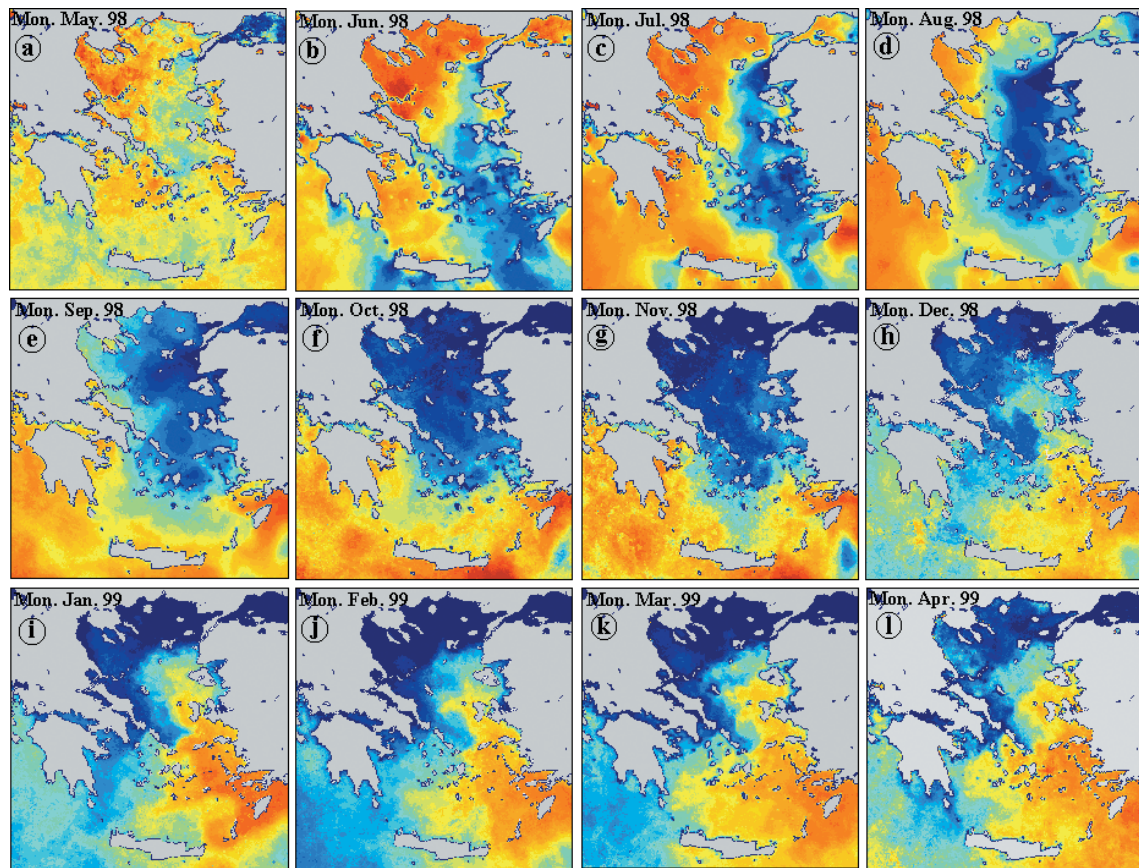 Mon. May. 98
a
Mon. Jun. 98
b
Mon. Jul. 98
c
Mon. Aug. 98
d
Mon. Sep. 98
e
Mon. Oct. 98
f
Mon. Nov. 98
g
Mon. Dec. 98
h
Mon. Jan. 99
i
Mon. Feb. 99
j
Mon. Mar. 99
k
Mon. Apr. 99
l